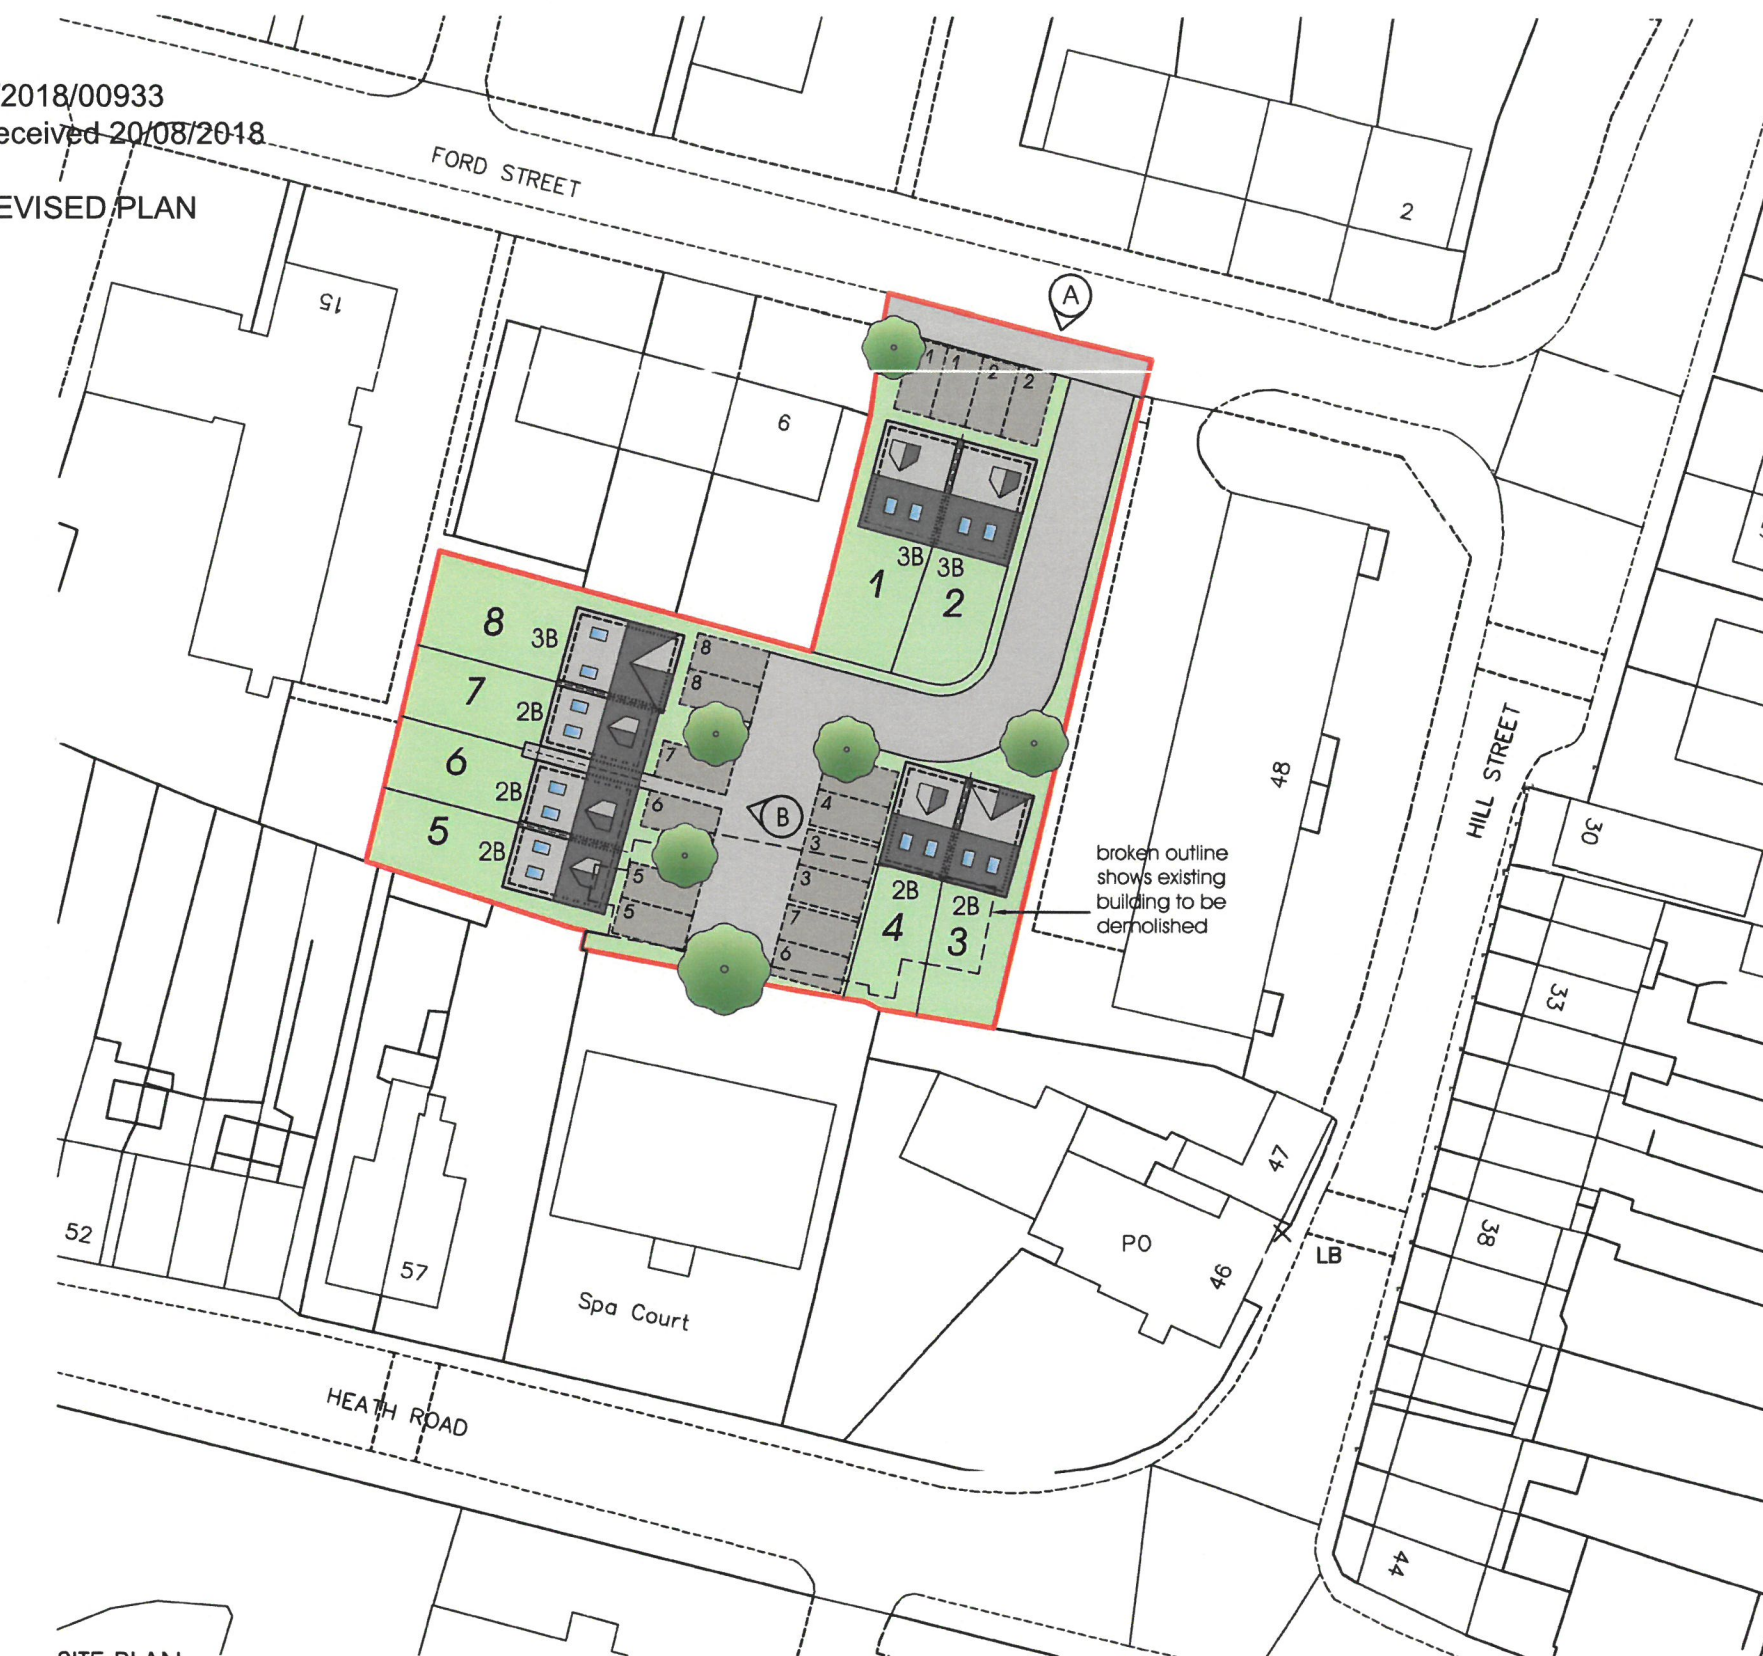 /2018/00933
eceived 20/08/2018
EVISED PLAN
FORD STREET
2
15
A
1
1
2
2
6
3B
3B
1
2
8
3B
8
7
2B
8
7
6
2B
6
B
4
48
HILL STREET
30
5
2B
5
5
3
3
7
6
2B
2B
4
3
broken outline
shows existing
building to be
demolished
33
47
52
57
PO
46
LB
38
Spa Court
HEATH ROAD
44
SITE PLAN